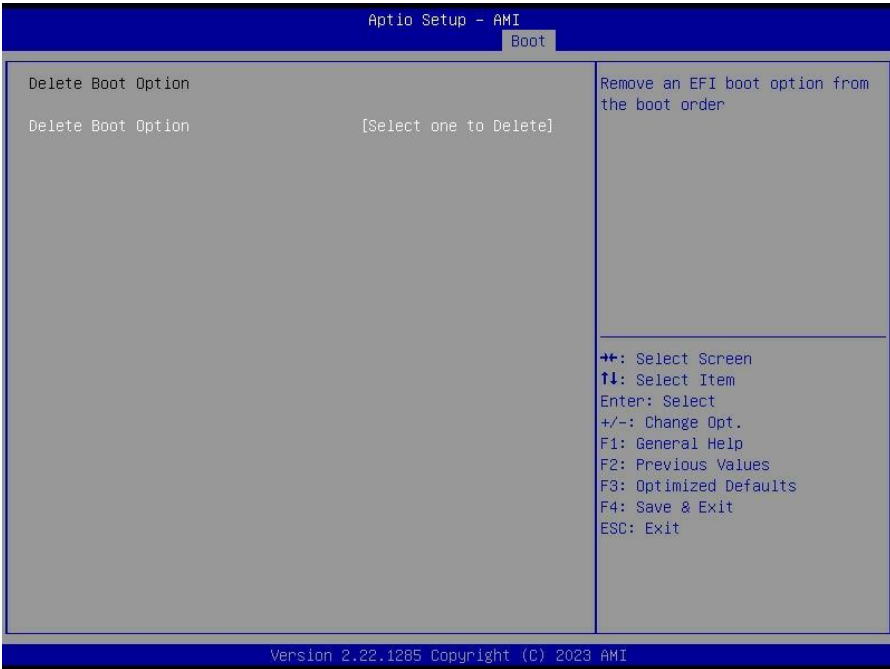 Aptio Setup - AMI
Boot
Delete Boot Option
Delete Boot Option [Select one to Delete]
Remove an EFI boot option from
the boot order
→←: Select Screen
↑↓: Select Item
Enter: Select
+/-: Change Opt.
F1: General Help
F2: Previous Values
F3: Optimized Defaults
F4: Save & Exit
ESC: Exit
Version 2.22.1285 Copyright (C) 2023 AMI